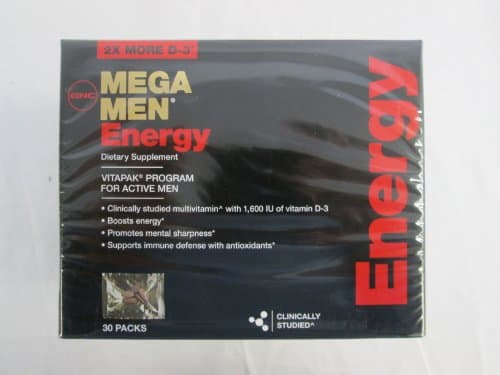 2X MORE D-3*
GNC
MEGA
MEN®
Energy
Dietary Supplement
VITAPAK® PROGRAM
FOR ACTIVE MEN
• Clinically studied multivitamin^ with 1,600 IU of vitamin D-3
• Boosts energy*
• Promotes mental sharpness*
• Supports immune defense with antioxidants*
30 PACKS
CLINICALLY
STUDIED^
Energy